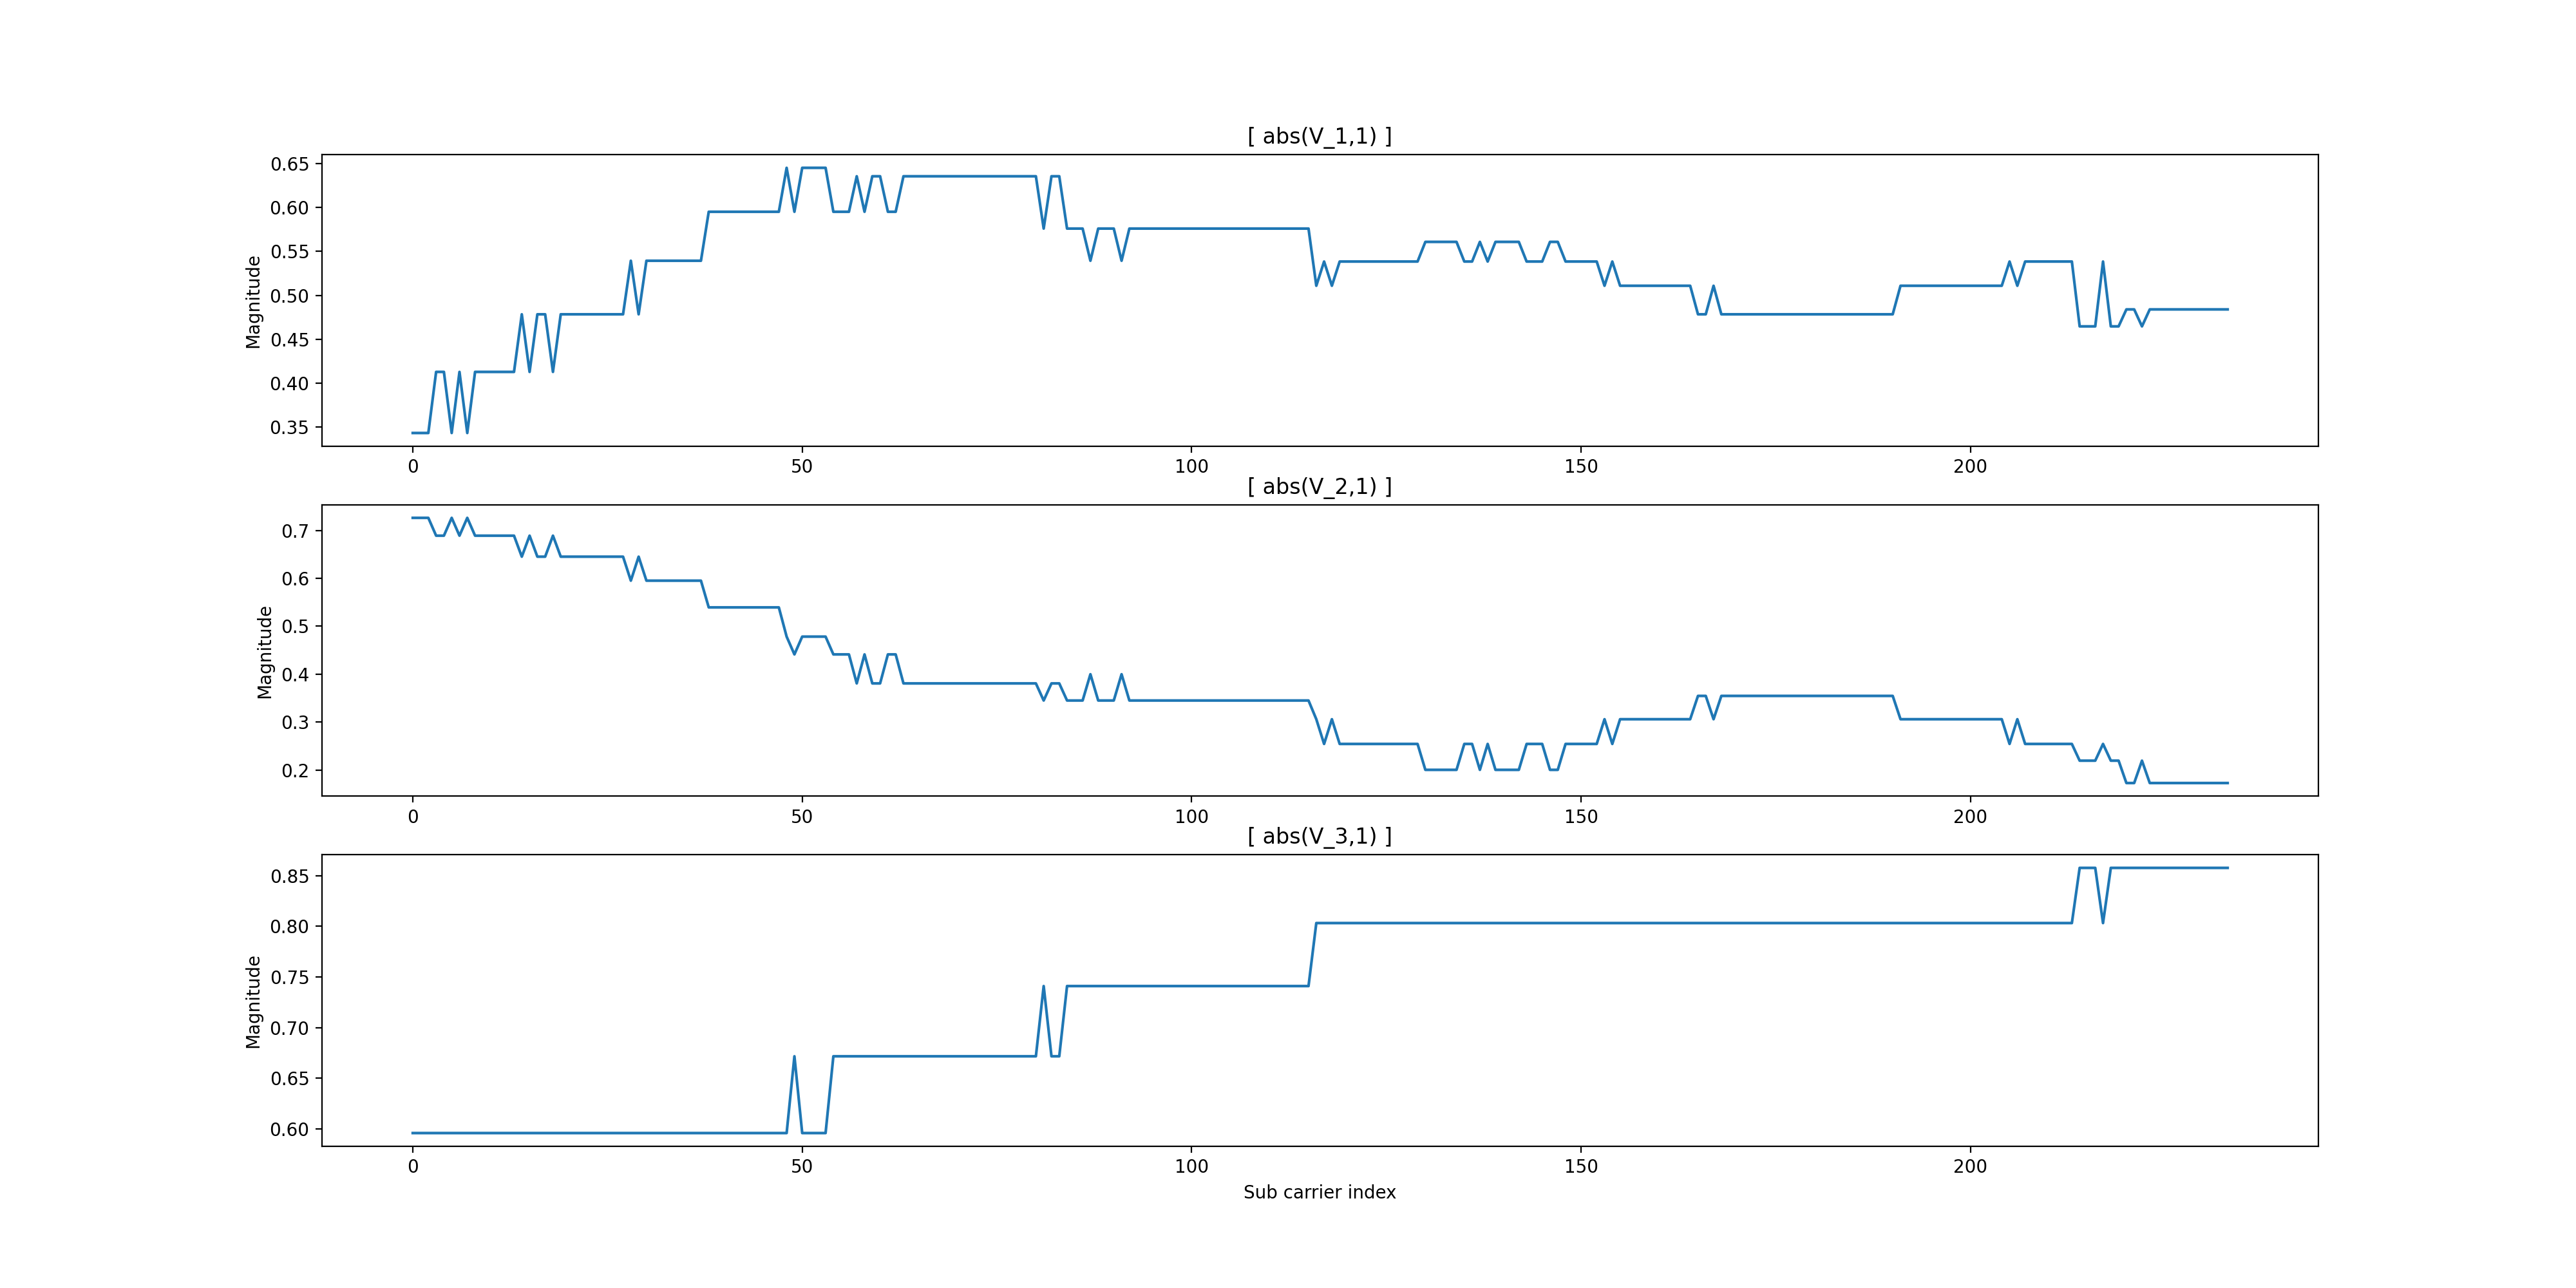 [ abs(V_1,1) ]
Magnitude
0.65
0.60
0.55
0.50
0.45
0.40
0.35
0 50 100 150 200
[ abs(V_2,1) ]
Magnitude
0.7
0.6
0.5
0.4
0.3
0.2
0 50 100 150 200
[ abs(V_3,1) ]
Magnitude
0.85
0.80
0.75
0.70
0.65
0.60
0 50 100 150 200
Sub carrier index